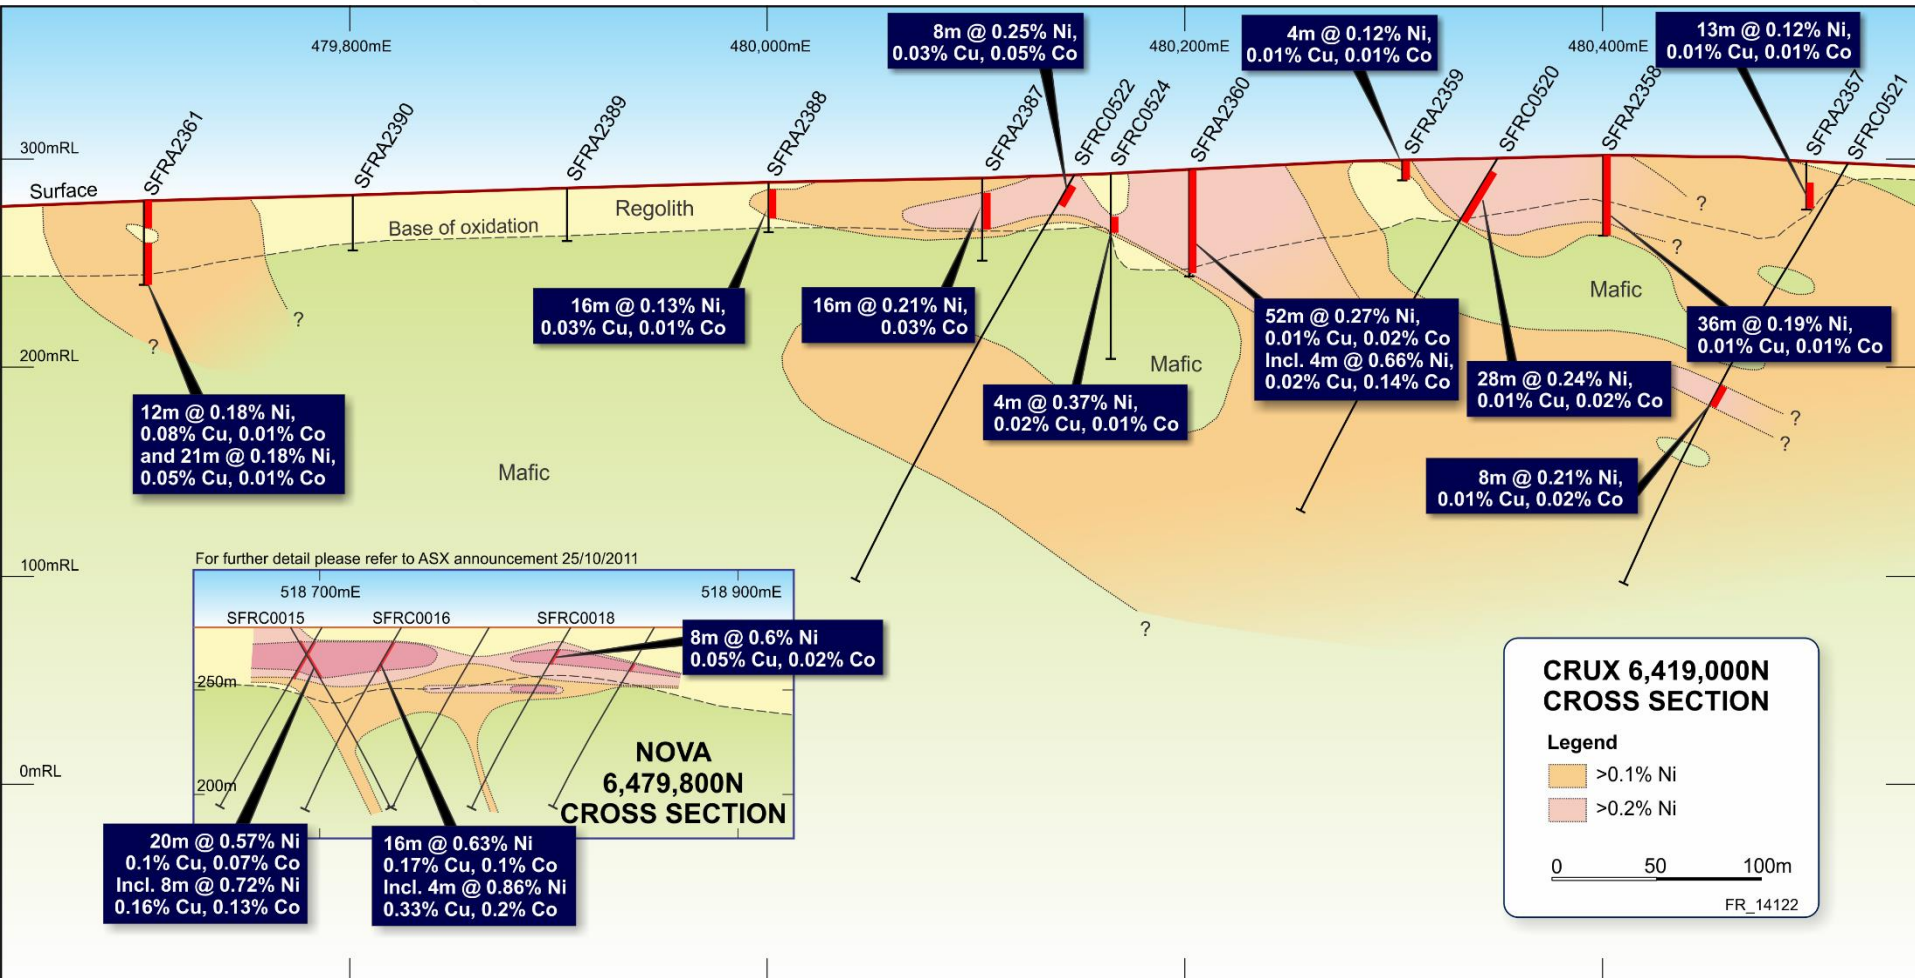 479,800mE
480,000mE
480,200mE
480,400mE
8m @ 0.25% Ni,
0.03% Cu, 0.05% Co
4m @ 0.12% Ni,
0.01% Cu, 0.01% Co
13m @ 0.12% Ni,
0.01% Cu, 0.01% Co
SFRA2361
SFRA2390
SFRA2389
SFRA2388
SFRA2387
SFRC0522
SFRC0524
SFRA2360
SFRA2359
SFRC0520
SFRA2358
SFRA2357
SFRC0521
300mRL
Surface
Base of oxidation
Regolith
200mRL
100mRL
0mRL
Mafic
Mafic
Mafic
?
?
?
?
?
?
?
16m @ 0.13% Ni,
0.03% Cu, 0.01% Co
16m @ 0.21% Ni,
0.03% Co
52m @ 0.27% Ni,
0.01% Cu, 0.02% Co
Incl. 4m @ 0.66% Ni,
0.02% Cu, 0.14% Co
36m @ 0.19% Ni,
0.01% Cu, 0.01% Co
28m @ 0.24% Ni,
0.01% Cu, 0.02% Co
4m @ 0.37% Ni,
0.02% Cu, 0.01% Co
12m @ 0.18% Ni,
0.08% Cu, 0.01% Co
and 21m @ 0.18% Ni,
0.05% Cu, 0.01% Co
8m @ 0.21% Ni,
0.01% Cu, 0.02% Co
For further detail please refer to ASX announcement 25/10/2011
518 700mE
518 900mE
SFRC0015
SFRC0016
SFRC0018
8m @ 0.6% Ni
0.05% Cu, 0.02% Co
250m
200m
NOVA
6,479,800N
CROSS SECTION
20m @ 0.57% Ni
0.1% Cu, 0.07% Co
Incl. 8m @ 0.72% Ni
0.16% Cu, 0.13% Co
16m @ 0.63% Ni
0.17% Cu, 0.1% Co
Incl. 4m @ 0.86% Ni
0.33% Cu, 0.2% Co
CRUX 6,419,000N
CROSS SECTION
Legend
>0.1% Ni
>0.2% Ni
0 50 100m
FR_14122